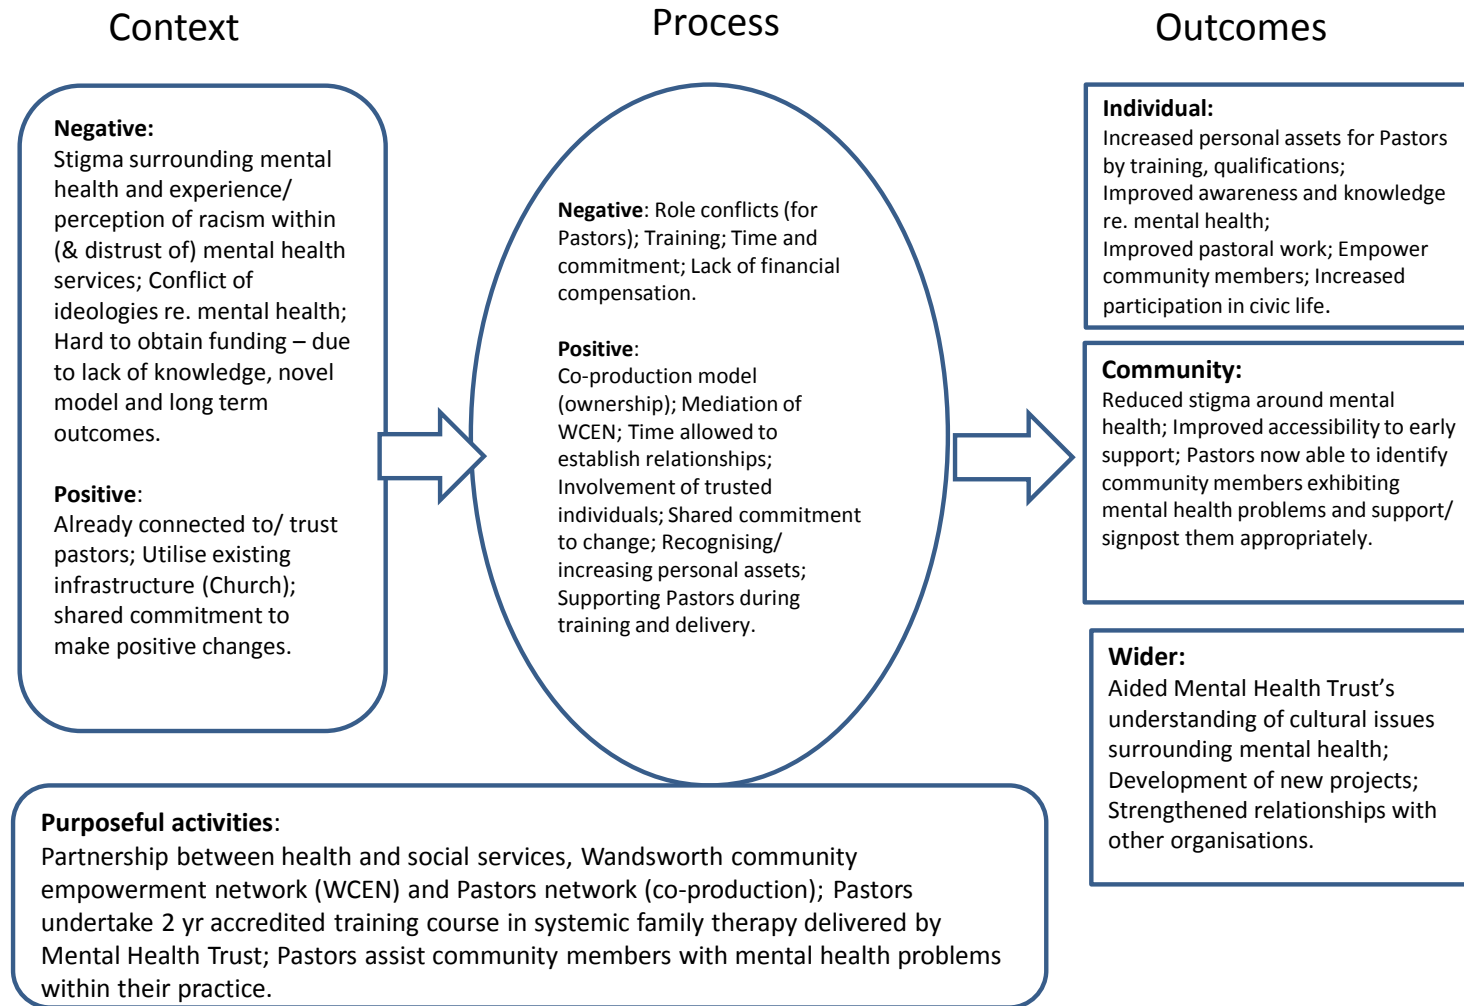 Context
Process
Outcomes
Negative:
Stigma surrounding mental
health and experience/
perception of racism within
(& distrust of) mental health
services; Conflict of
ideologies re. mental health;
Hard to obtain funding – due
to lack of knowledge, novel
model and long term
outcomes.
Positive:
Already connected to/ trust
pastors; Utilise existing
infrastructure (Church);
shared commitment to
make positive changes.
Negative: Role conflicts (for
Pastors); Training; Time and
commitment; Lack of financial
compensation.
Positive:
Co-production model
(ownership); Mediation of
WCEN; Time allowed to
establish relationships;
Involvement of trusted
individuals; Shared commitment
to change; Recognising/
increasing personal assets;
Supporting Pastors during
training and delivery.
Individual:
Increased personal assets for Pastors
by training, qualifications;
Improved awareness and knowledge
re. mental health;
Improved pastoral work; Empower
community members; Increased
participation in civic life.
Community:
Reduced stigma around mental
health; Improved accessibility to early
support; Pastors now able to identify
community members exhibiting
mental health problems and support/
signpost them appropriately.
Wider:
Aided Mental Health Trust’s
understanding of cultural issues
surrounding mental health;
Development of new projects;
Strengthened relationships with
other organisations.
Purposeful activities:
Partnership between health and social services, Wandsworth community
empowerment network (WCEN) and Pastors network (co-production); Pastors
undertake 2 yr accredited training course in systemic family therapy delivered by
Mental Health Trust; Pastors assist community members with mental health problems
within their practice.